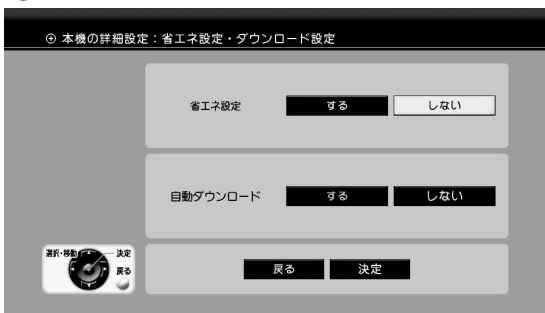 本機の詳細設定：省エネ設定・ダウンロード設定
省エネ設定 する しない
自動ダウンロード する しない
選択・移動 決定
戻る
戻る 決定